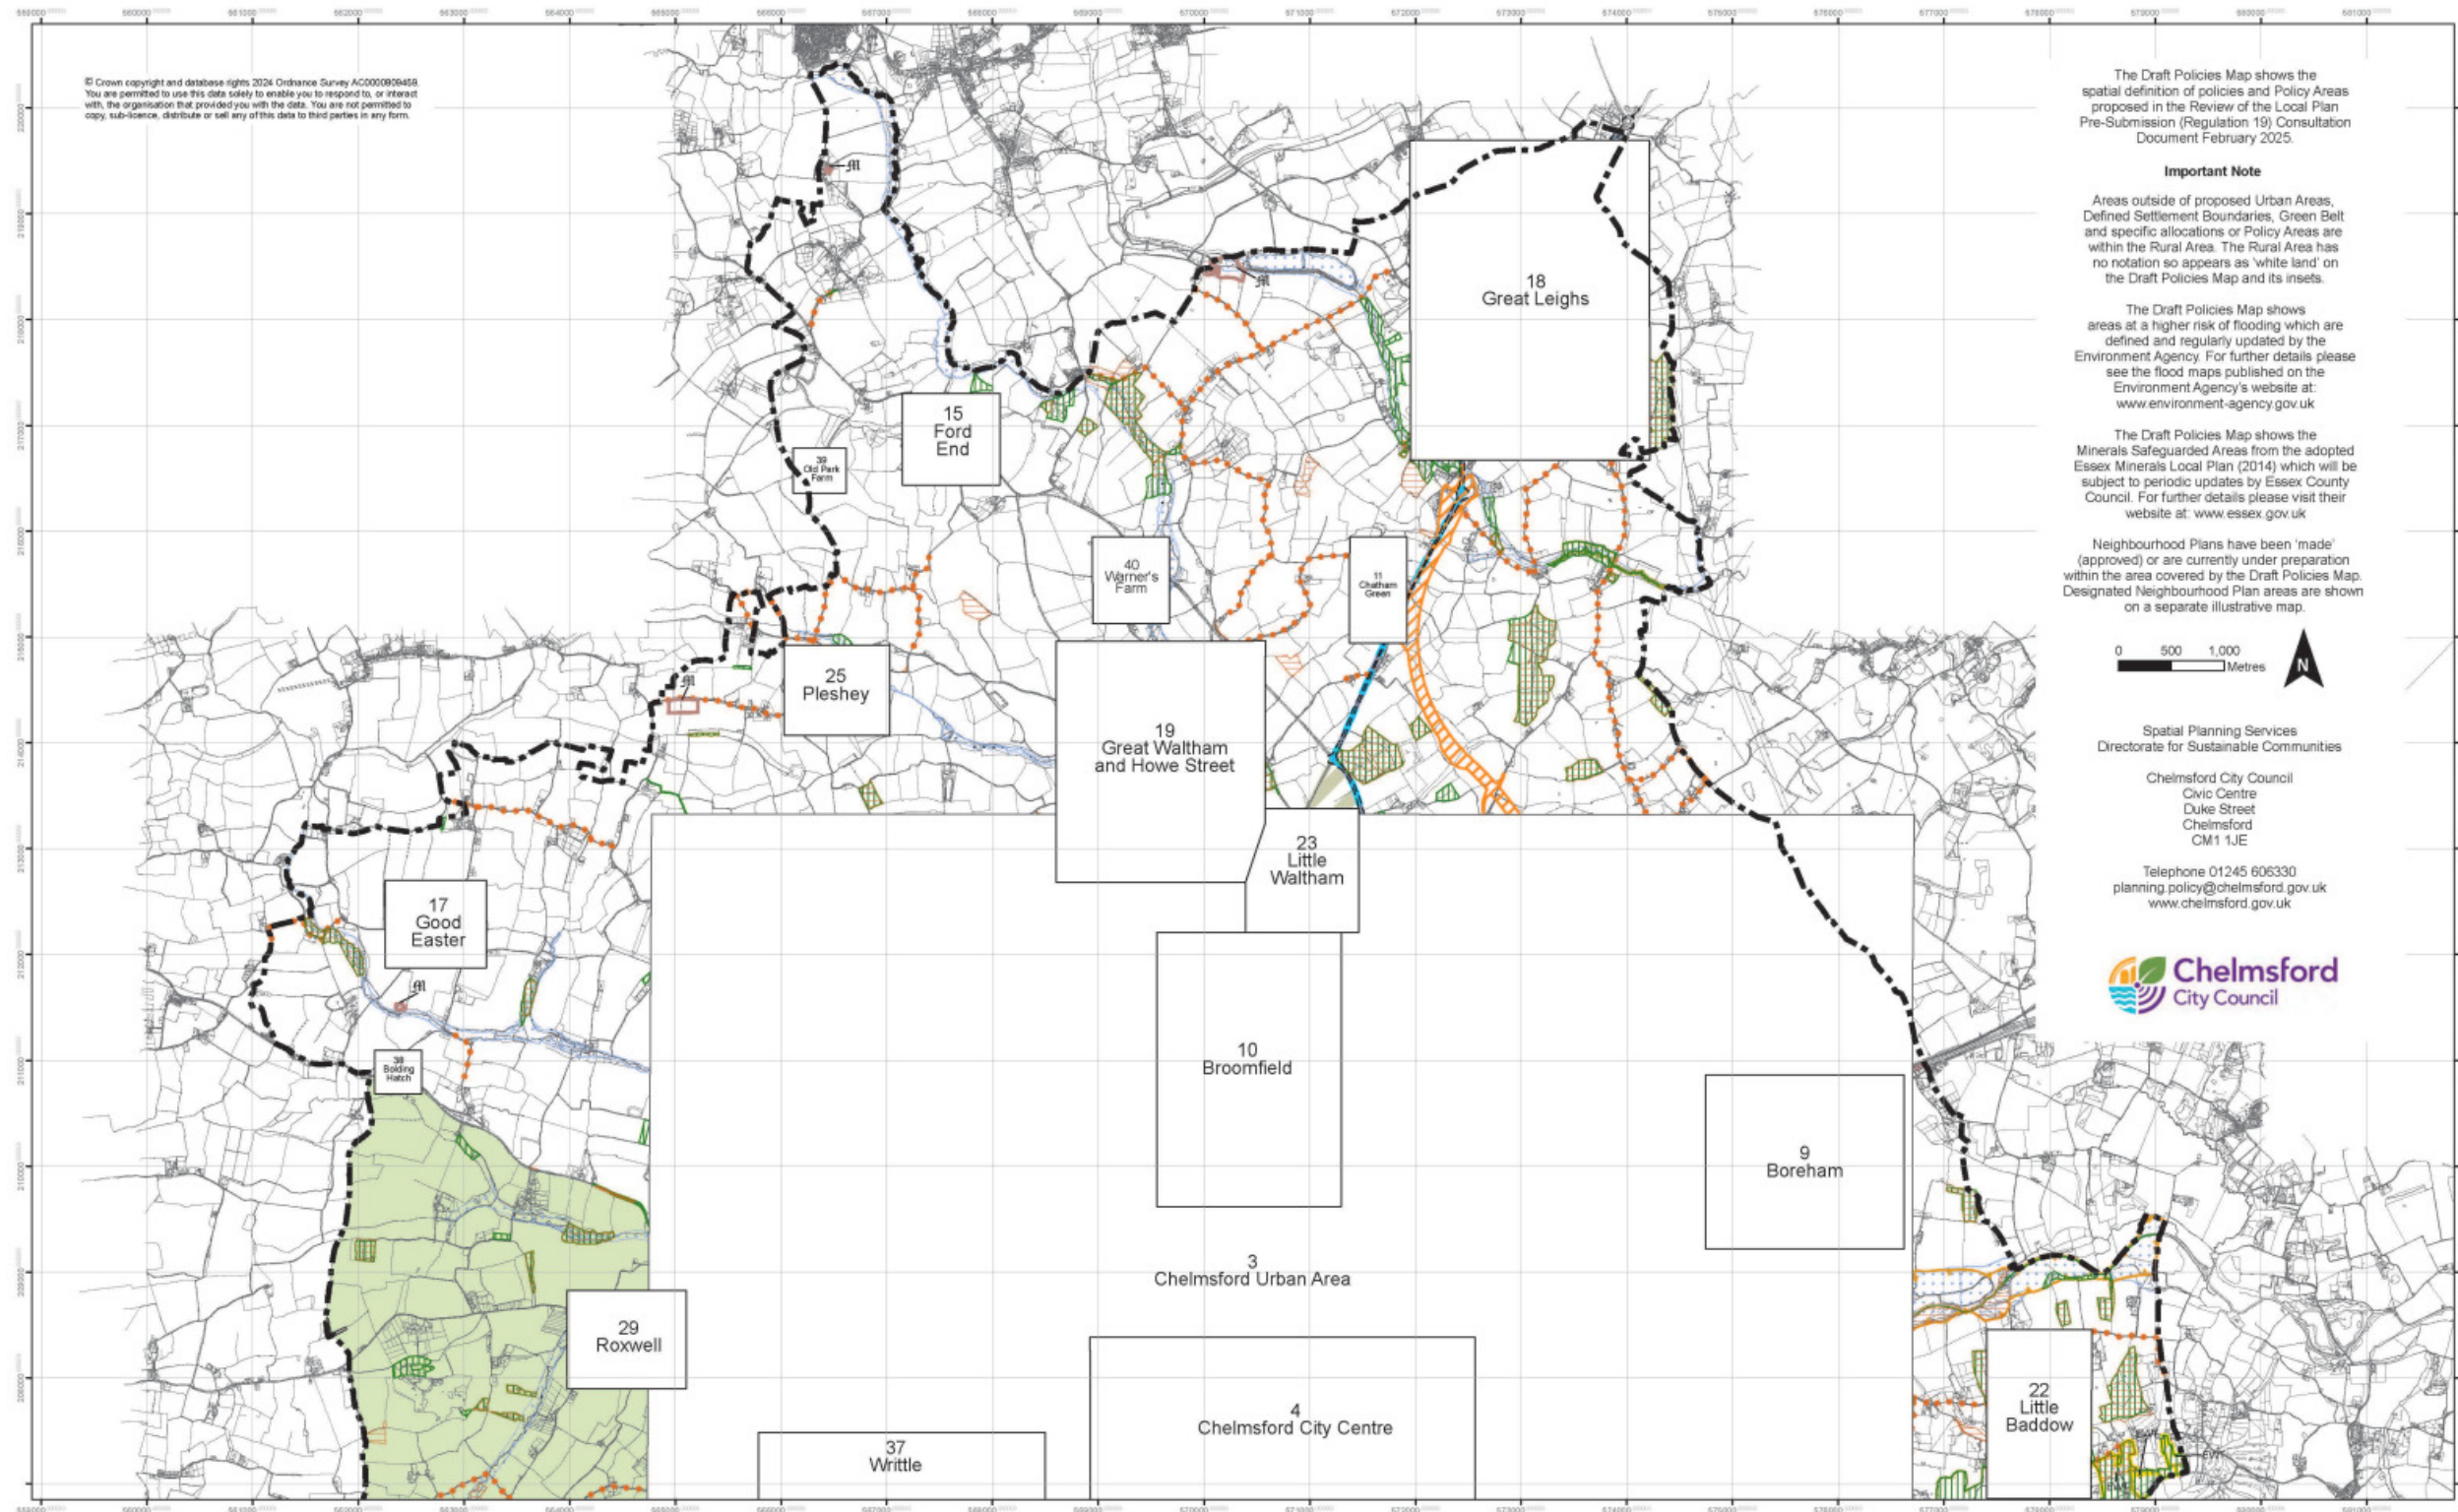 © Crown copyright and database rights 2024 Ordnance Survey AC0000809459.
You are permitted to use this data solely to enable you to respond to, or interact
with, the organisation that provided you with the data. You are not permitted to
copy, sub-licence, distribute or sell any of this data to third parties in any form.
The Draft Policies Map shows the
spatial definition of policies and Policy Areas
proposed in the Review of the Local Plan
Pre-Submission (Regulation 19) Consultation
Document February 2025.
Important Note
Areas outside of proposed Urban Areas,
Defined Settlement Boundaries, Green Belt
and specific allocations or Policy Areas are
within the Rural Area. The Rural Area has
no notation so appears as 'white land' on
the Draft Policies Map and its insets.
The Draft Policies Map shows
areas at a higher risk of flooding which are
defined and regularly updated by the
Environment Agency. For further details please
see the flood maps published on the
Environment Agency's website at:
www.environment-agency.gov.uk
The Draft Policies Map shows the
Minerals Safeguarded Areas from the adopted
Essex Minerals Local Plan (2014) which will be
subject to periodic updates by Essex County
Council. For further details please visit their
website at: www.essex.gov.uk
Neighbourhood Plans have been 'made'
(approved) or are currently under preparation
within the area covered by the Draft Policies Map.
Designated Neighbourhood Plan areas are shown
on a separate illustrative map.
0 500 1,000
Metres
N
Spatial Planning Services
Directorate for Sustainable Communities
Chelmsford City Council
Civic Centre
Duke Street
Chelmsford
CM1 1JE
Telephone 01245 606330
planning.policy@chelmsford.gov.uk
www.chelmsford.gov.uk
Chelmsford
City Council
M
M
18
Great Leighs
15
Ford
End
39
Old Park
Farm
40
Warner's
Farm
11
Chatham
Green
25
Pleshey
M
19
Great Waltham
and Howe Street
23
Little
Waltham
17
Good
Easter
M
38
Bolding
Hatch
10
Broomfield
9
Boreham
3
Chelmsford Urban Area
29
Roxwell
4
Chelmsford City Centre
37
Writtle
22
Little
Baddow